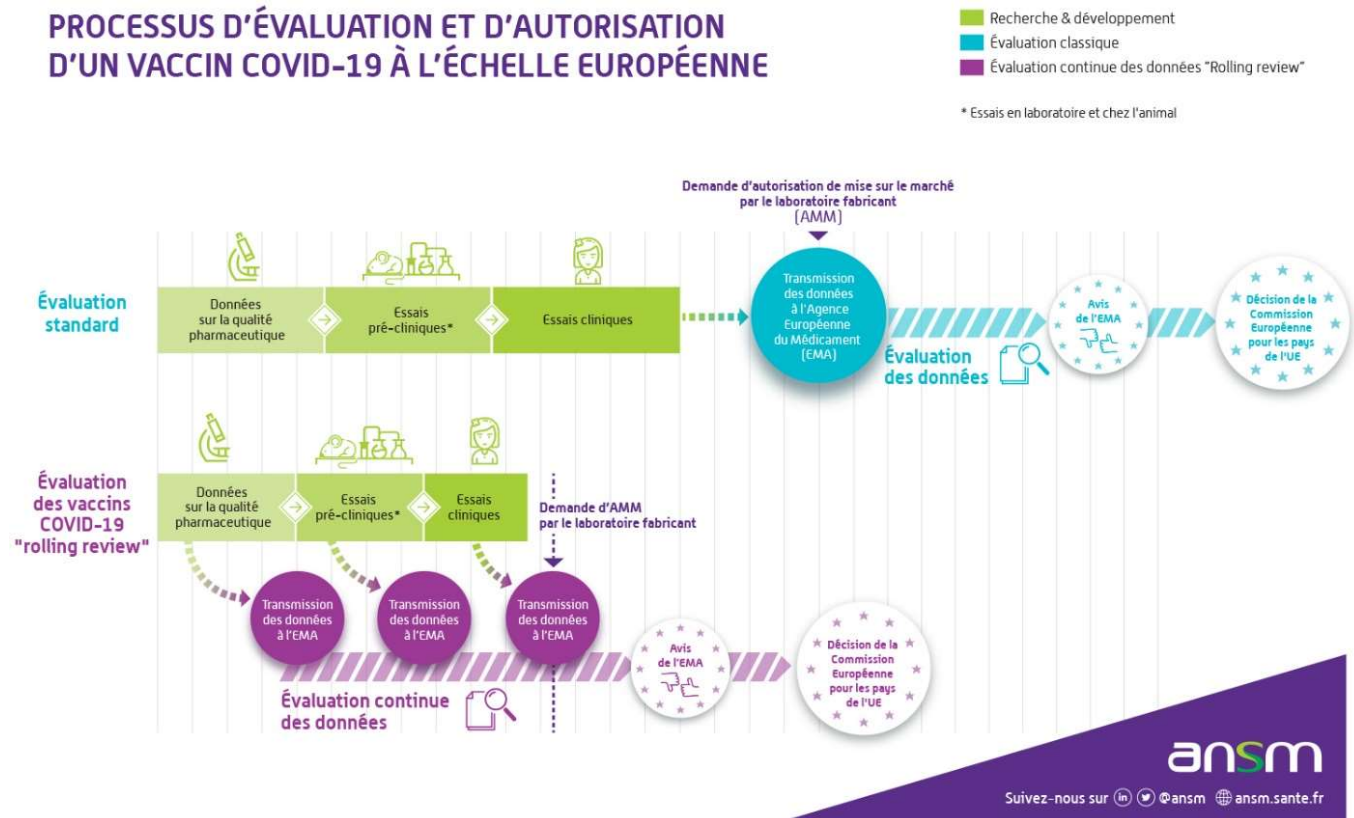 PROCESSUS D'ÉVALUATION ET D'AUTORISATION
D'UN VACCIN COVID-19 À L'ÉCHELLE EUROPÉENNE
Recherche & développement
Évaluation classique
Évaluation continue des données "Rolling review"
* Essais en laboratoire et chez l'animal
Demande d'autorisation de mise sur le marché
par le laboratoire fabricant
(AMM)
Évaluation
standard
Données
sur la qualité
pharmaceutique
Essais
pré-cliniques*
Essais cliniques
Transmission
des données
à l'Agence
Européenne
du Médicament
(EMA)
Évaluation
des données
Avis
de l'EMA
Décision de la
Commission
Européenne
pour les pays
de l'UE
Évaluation
des vaccins
COVID-19
"rolling review"
Données
sur la qualité
pharmaceutique
Essais
pré-cliniques*
Essais
cliniques
Demande d'AMM
par le laboratoire fabricant
Transmission
des données
à l'EMA
Transmission
des données
à l'EMA
Transmission
des données
à l'EMA
Évaluation continue
des données
Avis
de l'EMA
Décision de la
Commission
Européenne
pour les pays
de l'UE
ansm
Suivez-nous sur in @ansm ansm.sante.fr